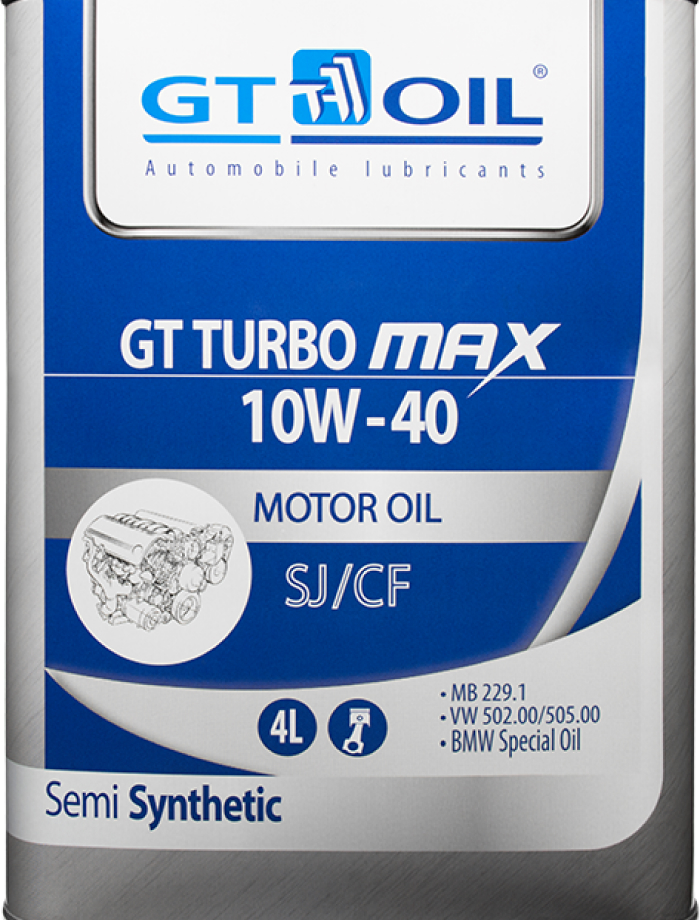 GT OIL®
Automobile lubricants
GT TURBO MAX
10W-40
MOTOR OIL
SJ/CF
4L
• MB 229.1
• VW 502.00/505.00
• BMW Special Oil
Semi Synthetic